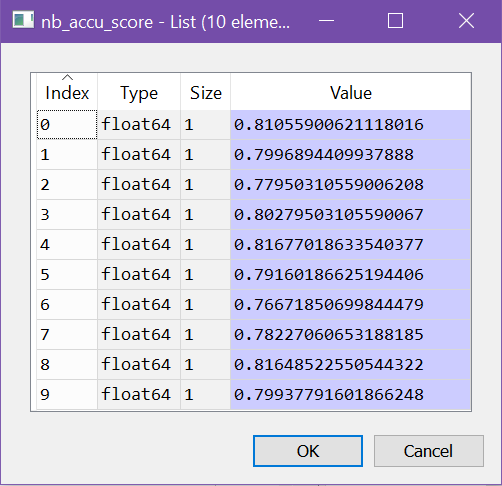 nb_accu_score - List (10 eleme...
Index Type Size Value
0 float64 1 0.81055900621118016
1 float64 1 0.7996894409937888
2 float64 1 0.77950310559006208
3 float64 1 0.80279503105590067
4 float64 1 0.81677018633540377
5 float64 1 0.79160186625194406
6 float64 1 0.76671850699844479
7 float64 1 0.78227060653188185
8 float64 1 0.81648522550544322
9 float64 1 0.79937791601866248
OK Cancel